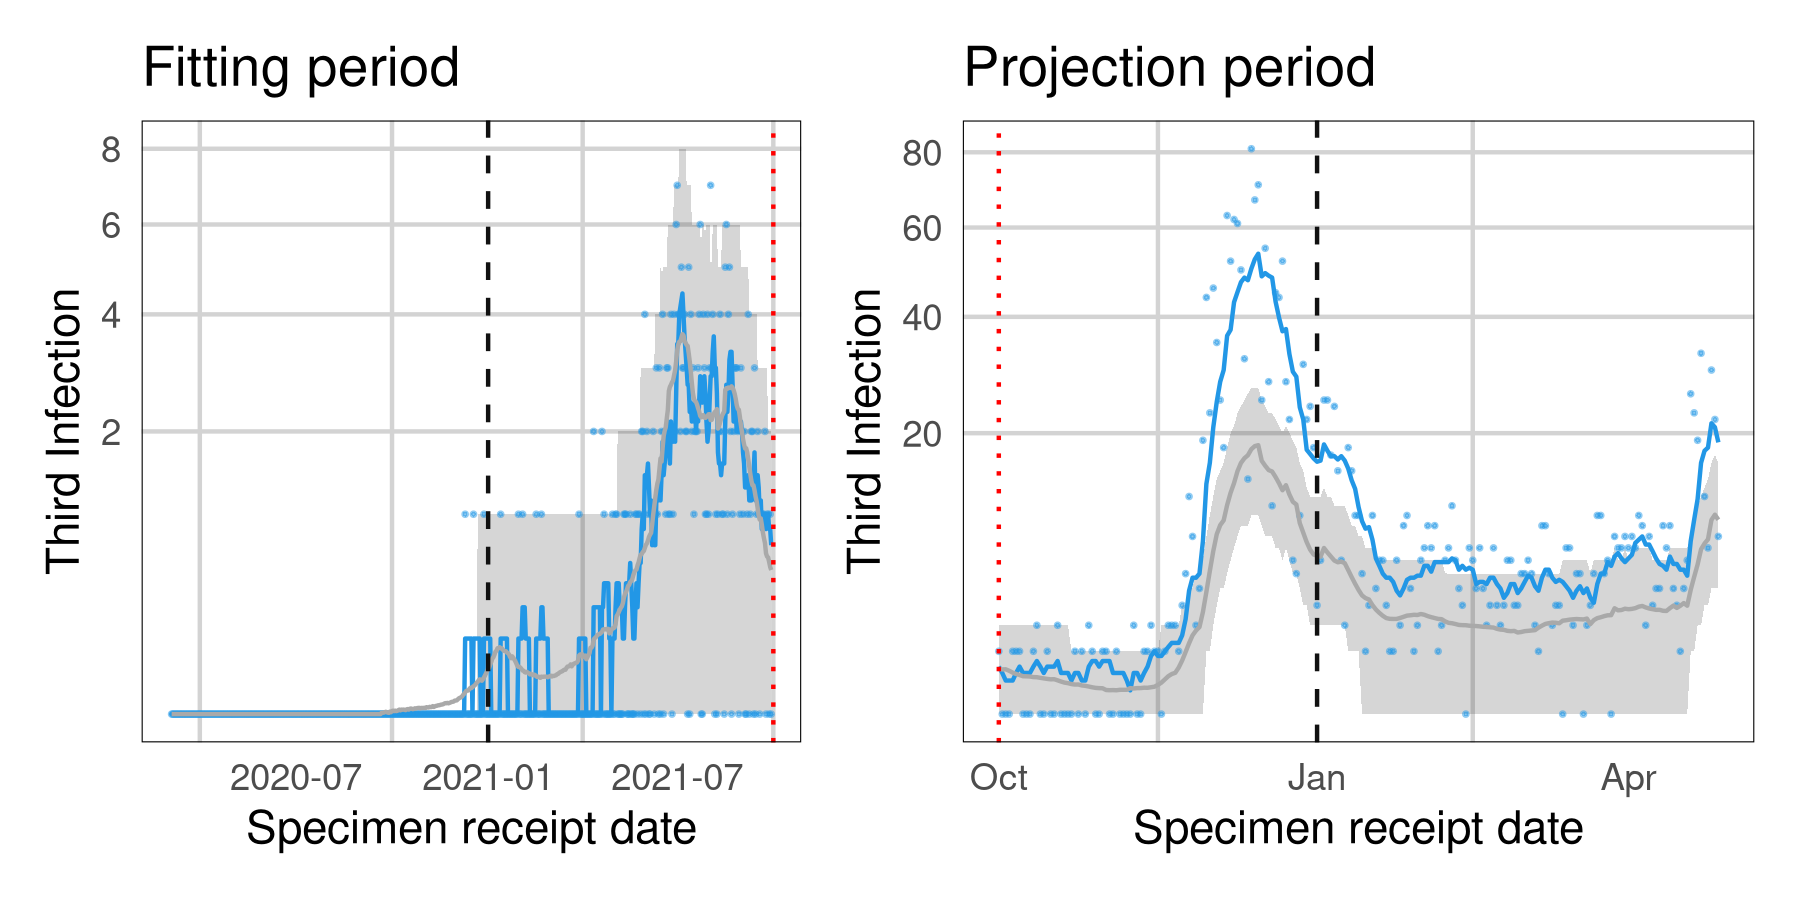 Fitting period
Third Infection
8
6
4
2
2020-07
2021-01
2021-07
Specimen receipt date
Projection period
Third Infection
80
60
40
20
Oct
Jan
Apr
Specimen receipt date